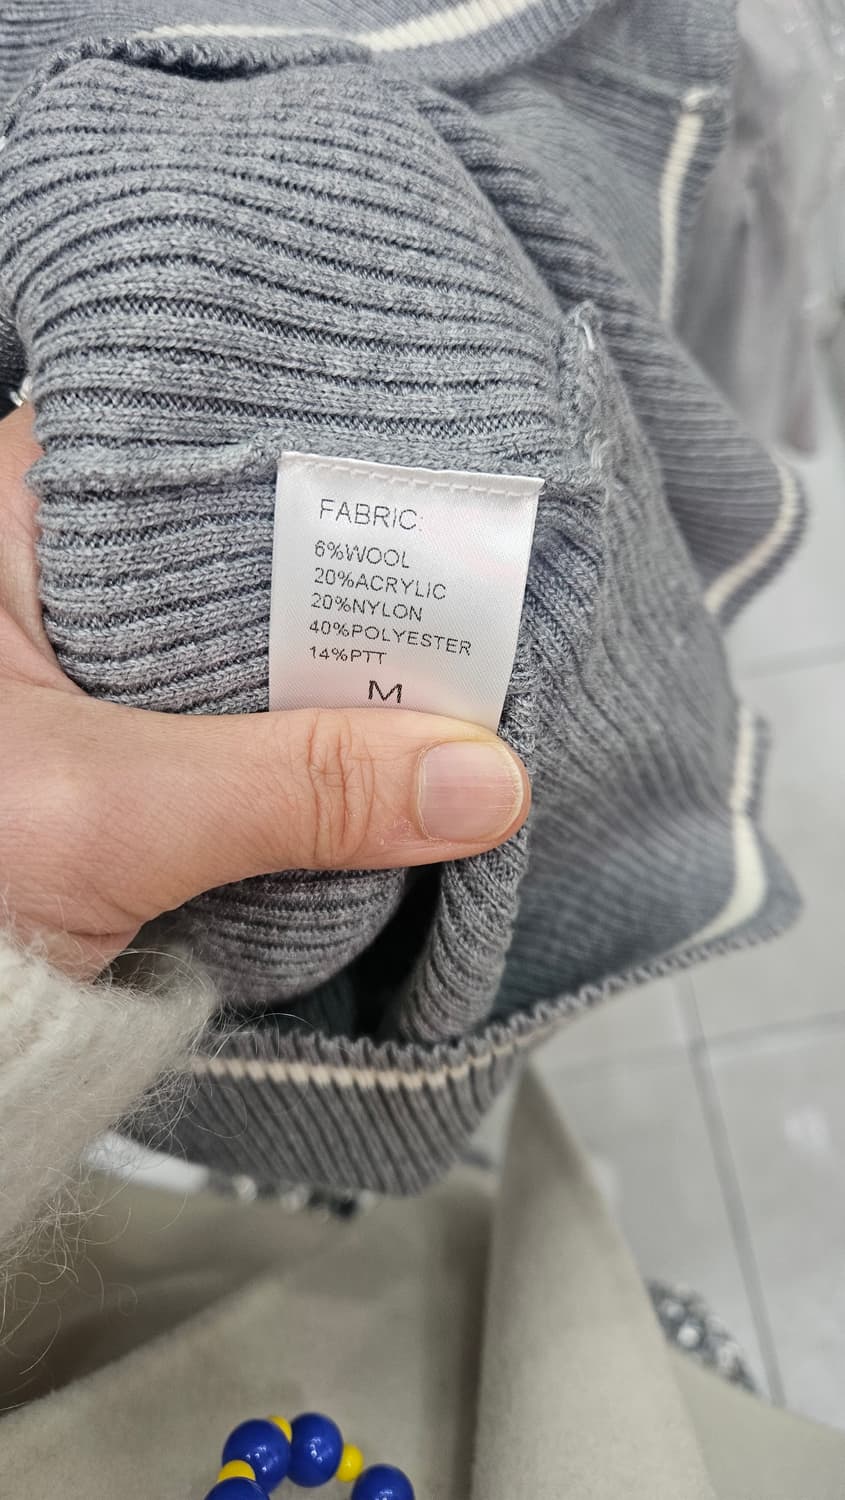 FABRIC:
6%WOOL
20%ACRYLIC
20%NYLON
40%POLYESTER
14%PTT
M